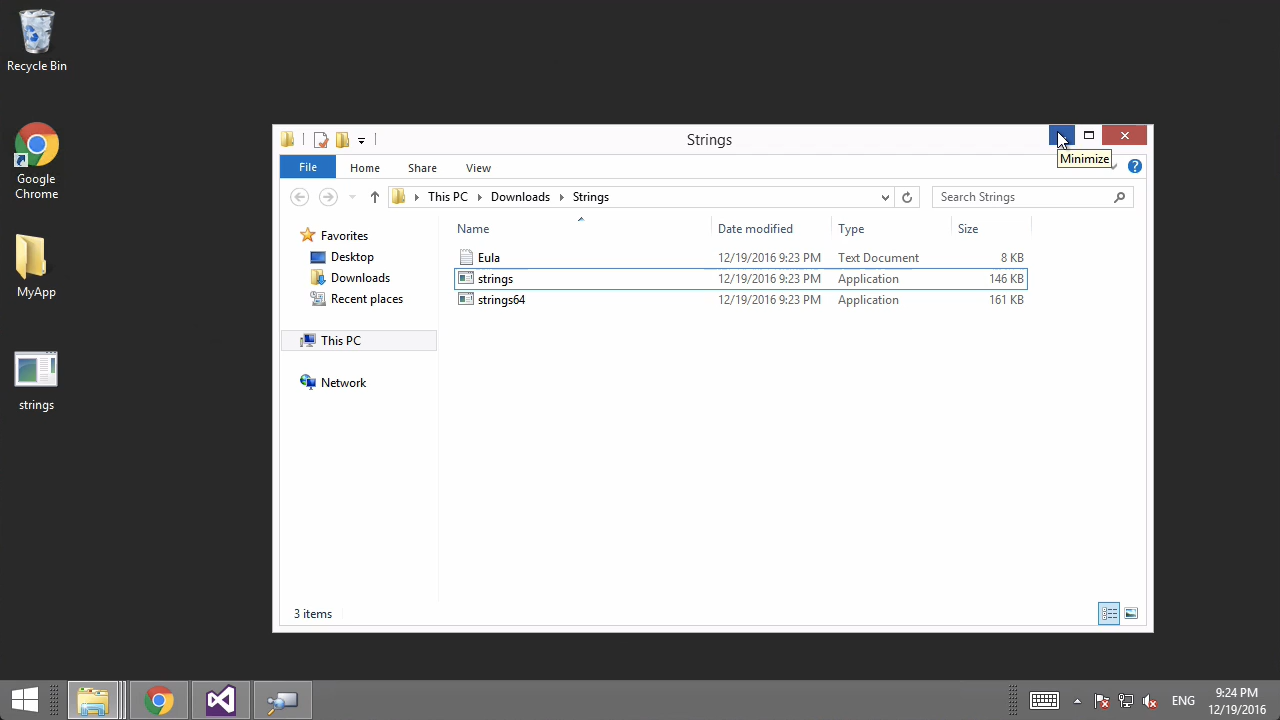 Recycle Bin
Google
Chrome
MyApp
strings
Strings
Minimize
File Home Share View
This PC Downloads Strings
Search Strings
Favorites
Desktop
Downloads
Recent places
This PC
Network
Name Date modified Type Size
Eula 12/19/2016 9:23 PM Text Document 8 KB
strings 12/19/2016 9:23 PM Application 146 KB
strings64 12/19/2016 9:23 PM Application 161 KB
3 items
ENG
9:24 PM
12/19/2016